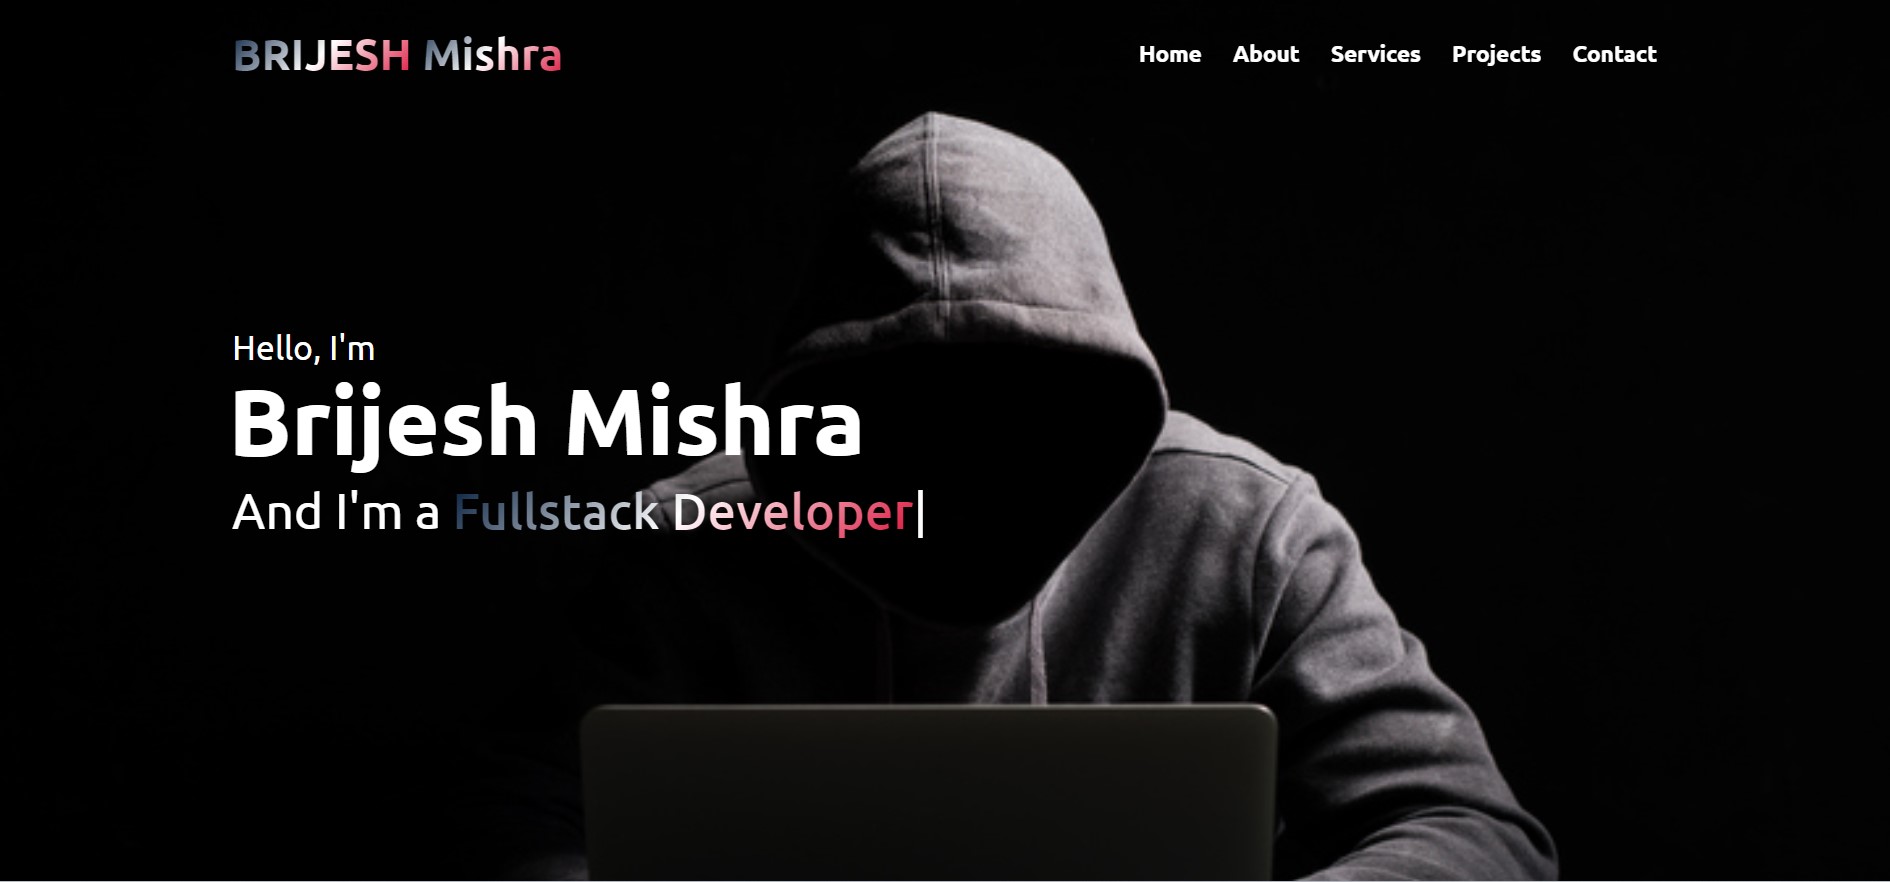 BRIJESH Mishra
Home About Services Projects Contact
Hello, I'm
Brijesh Mishra
And I'm a Fullstack Developer|